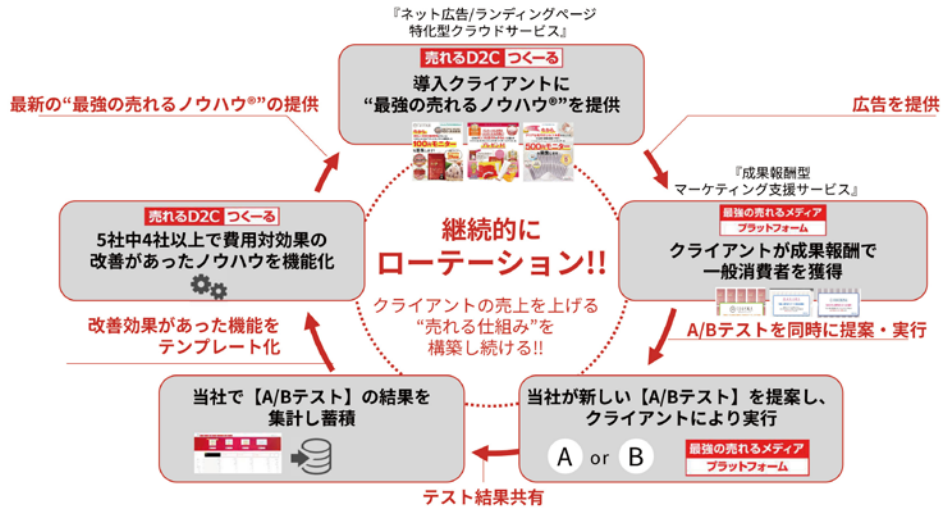 『ネット広告/ランディングページ
特化型クラウドサービス』
売れるD2C つくーる
導入クライアントに
“最強の売れるノウハウ®”を提供
100円モニター
500円モニター
広告を提供
『成果報酬型
マーケティング支援サービス』
最強の売れるメディア
プラットフォーム
クライアントが成果報酬で
一般消費者を獲得
A/Bテストを同時に提案・実行
当社が新しい【A/Bテスト】を提案し、
クライアントにより実行
A or B
最強の売れるメディア
プラットフォーム
テスト結果共有
当社で【A/Bテスト】の結果を
集計し蓄積
改善効果があった機能を
テンプレート化
売れるD2C つくーる
5社中4社以上で費用対効果の
改善があったノウハウを機能化
最新の“最強の売れるノウハウ®”の提供
継続的に
ローテーション!!
クライアントの売上を上げる
“売れる仕組み”を
構築し続ける!!